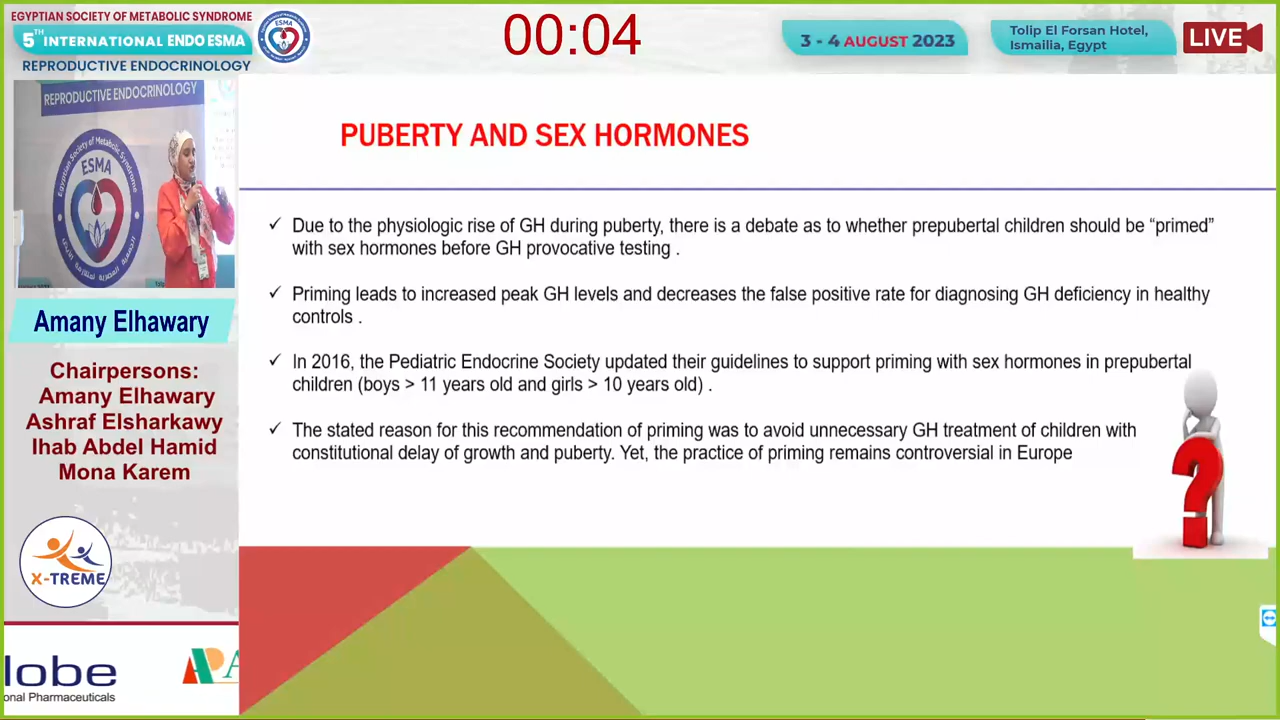 EGYPTIAN SOCIETY OF METABOLIC SYNDROME
5TH INTERNATIONAL ENDO ESMA
REPRODUCTIVE ENDOCRINOLOGY
ESMA
00:04
3 - 4 AUGUST 2023
Tolip El Forsan Hotel,
Ismailia, Egypt
LIVE
REPRODUCTIVE ENDOCRINOLOGY
Egyptian Society of Metabolic Syndrome
ESMA
Amany Elhawary
Chairpersons:
Amany Elhawary
Ashraf Elsharkawy
Ihab Abdel Hamid
Mona Karem
X-TREME
lobe
onal Pharmaceuticals
APA
PUBERTY AND SEX HORMONES
✓ Due to the physiologic rise of GH during puberty, there is a debate as to whether prepubertal children should be “primed”
with sex hormones before GH provocative testing .
✓ Priming leads to increased peak GH levels and decreases the false positive rate for diagnosing GH deficiency in healthy
controls .
✓ In 2016, the Pediatric Endocrine Society updated their guidelines to support priming with sex hormones in prepubertal
children (boys > 11 years old and girls > 10 years old) .
✓ The stated reason for this recommendation of priming was to avoid unnecessary GH treatment of children with
constitutional delay of growth and puberty. Yet, the practice of priming remains controversial in Europe
?